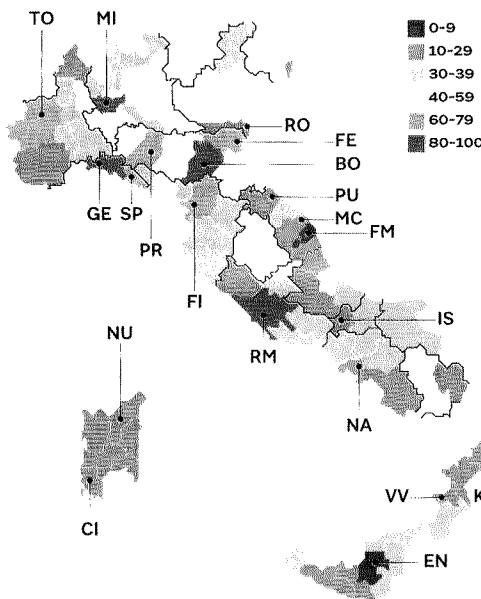 TO
MI
0-9
10-29
30-39
40-59
60-79
80-100
RO
FE
BO
PU
MC
FM
GE
SP
PR
FI
IS
RM
NU
NA
VV
K
CI
EN